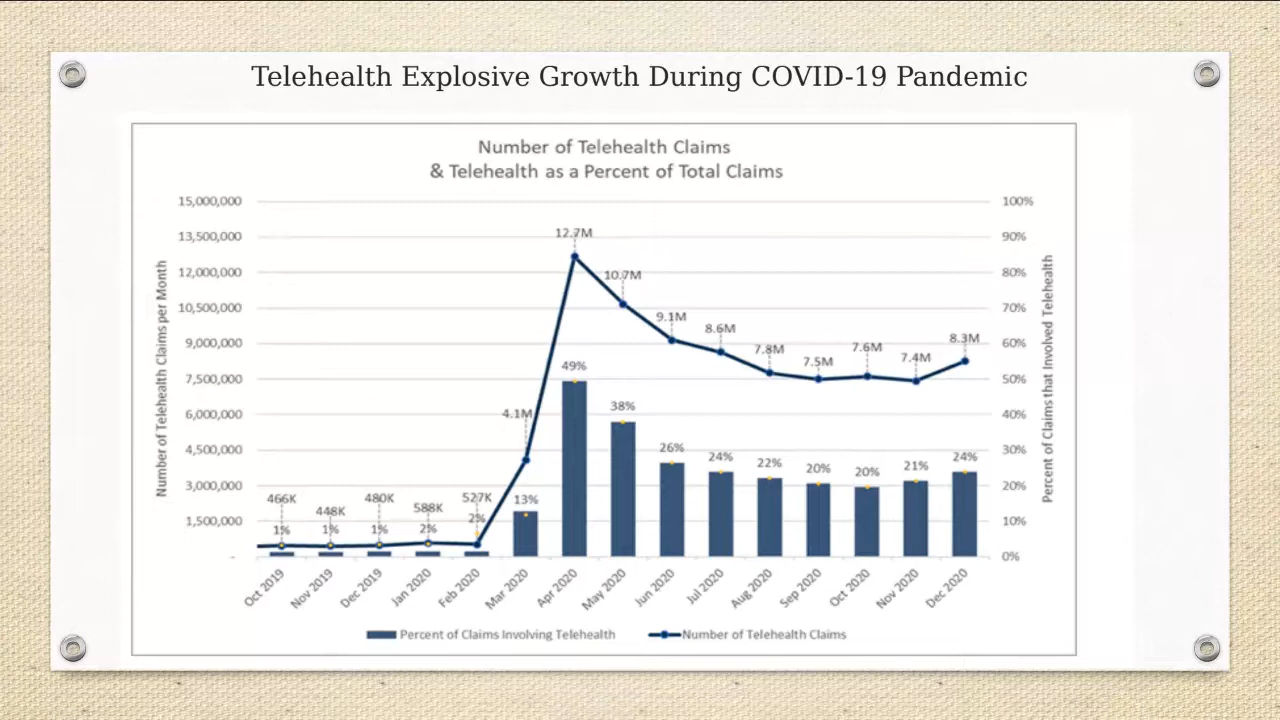 Telehealth Explosive Growth During COVID-19 Pandemic
Number of Telehealth Claims
& Telehealth as a Percent of Total Claims
15,000,000
13,500,000
12,000,000
10,500,000
9,000,000
7,500,000
6,000,000
4,500,000
3,000,000
1,500,000
-
Number of Telehealth Claims per Month
100%
90%
80%
70%
60%
50%
40%
30%
20%
10%
0%
Percent of Claims that Involved Telehealth
466K
448K
480K
588K
527K
4.1M
12.7M
10.7M
9.1M
8.6M
7.8M
7.5M
7.6M
7.4M
8.3M
1%
1%
1%
2%
2%
13%
49%
38%
26%
24%
22%
20%
20%
21%
24%
Oct 2019
Nov 2019
Dec 2019
Jan 2020
Feb 2020
Mar 2020
Apr 2020
May 2020
Jun 2020
Jul 2020
Aug 2020
Sep 2020
Oct 2020
Nov 2020
Dec 2020
Percent of Claims Involving Telehealth
Number of Telehealth Claims